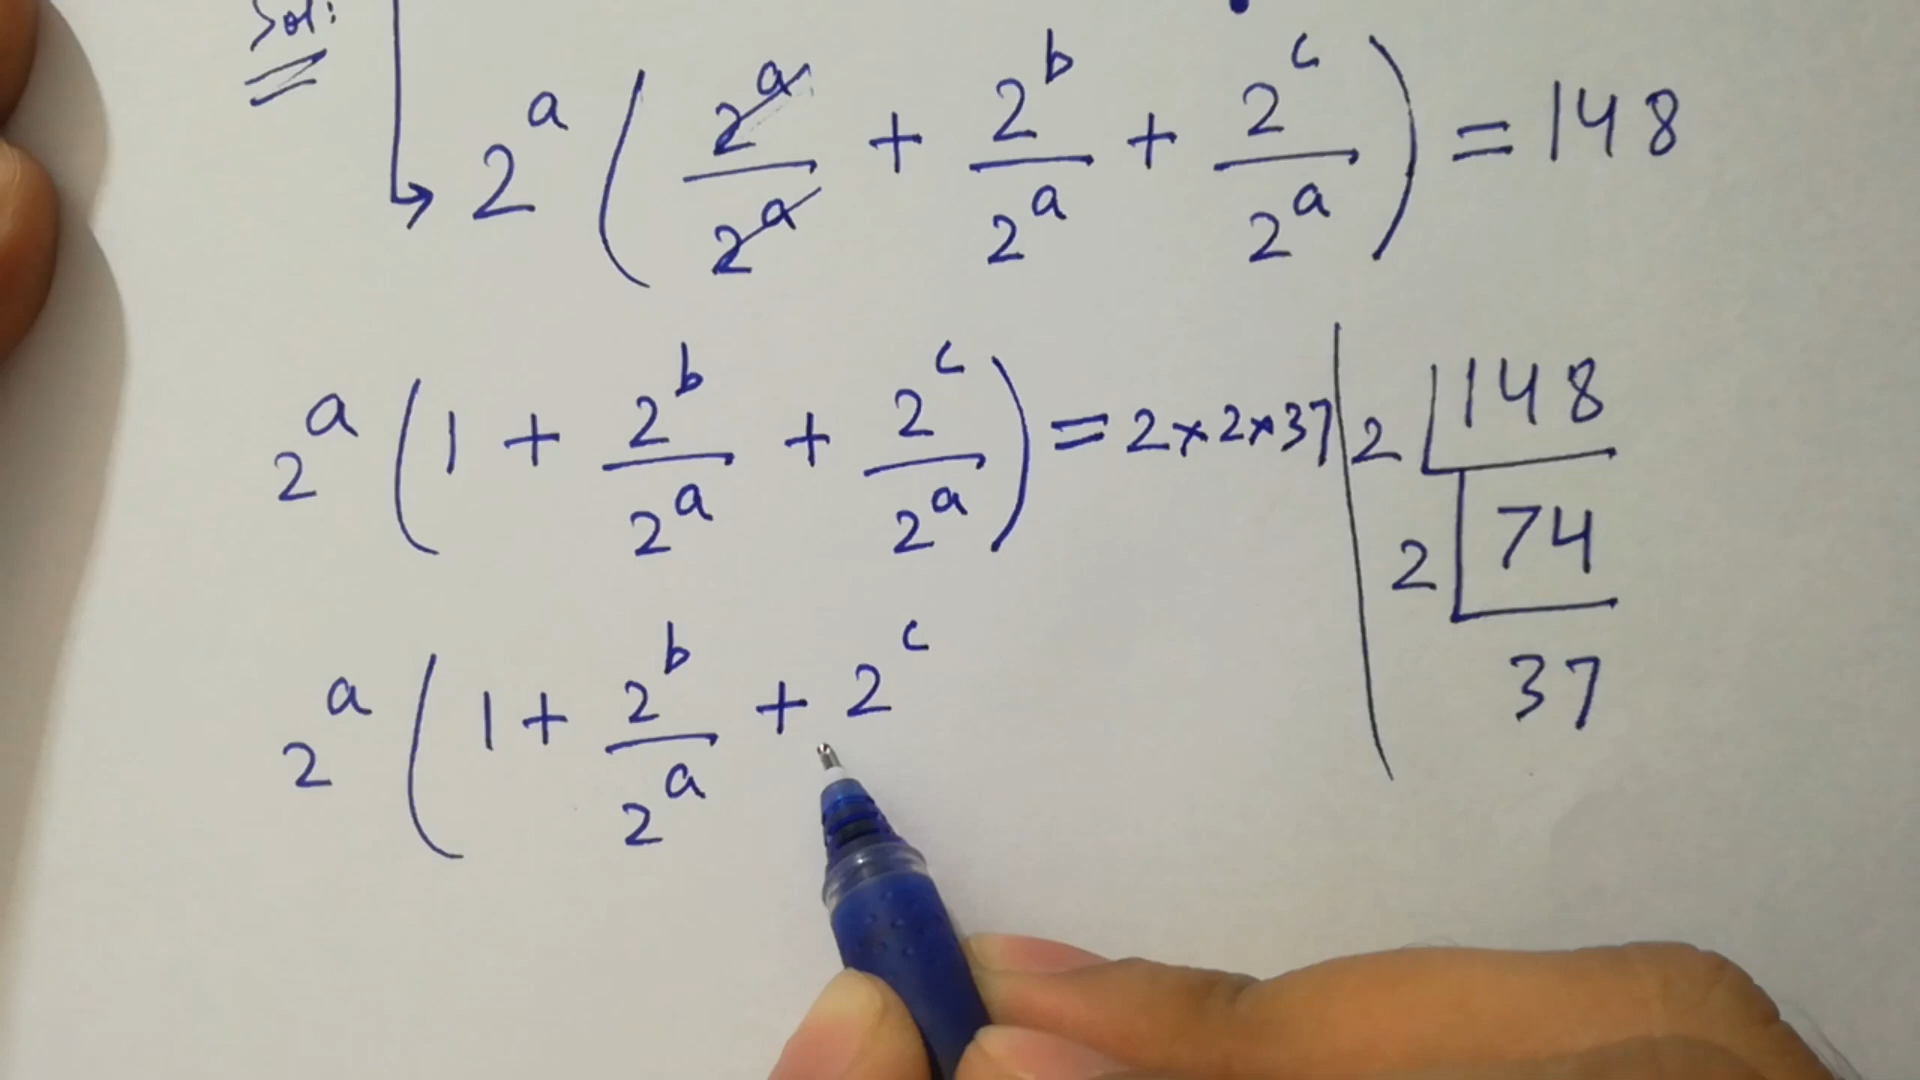 Sol:
2^a ( 2^a/2^a + 2^b/2^a + 2^c/2^a ) = 148
2^a ( 1 + 2^b/2^a + 2^c/2^a ) = 2 × 2 × 37
2^a ( 1 + 2^b/2^a + 2^c
2 148
2 74
37